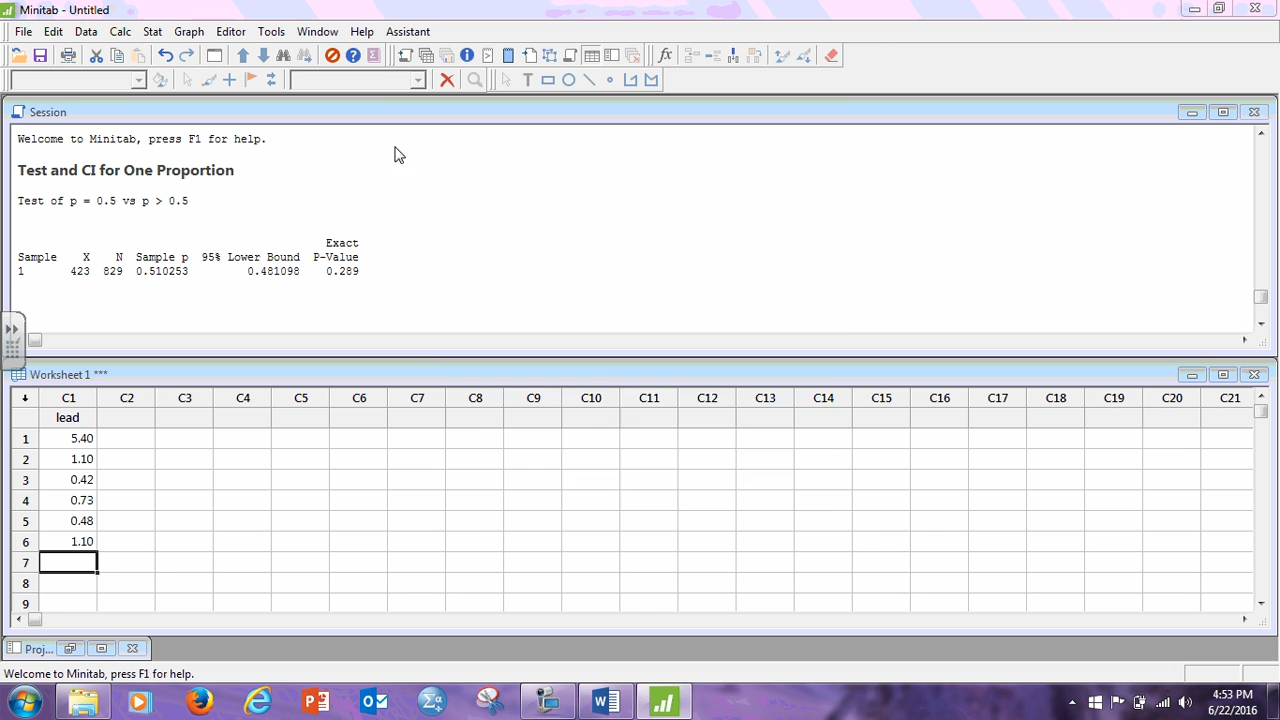 Minitab - Untitled
File Edit Data Calc Stat Graph Editor Tools Window Help Assistant
Session
Welcome to Minitab, press F1 for help.
Test and CI for One Proportion
Test of p = 0.5 vs p > 0.5
Exact
Sample X N Sample p 95% Lower Bound P-Value
1 423 829 0.510253 0.481098 0.289
Worksheet 1 ***
C1 C2 C3 C4 C5 C6 C7 C8 C9 C10 C11 C12 C13 C14 C15 C16 C17 C18 C19 C20 C21
lead
1 5.40
2 1.10
3 0.42
4 0.73
5 0.48
6 1.10
7
8
9
Proj...
Welcome to Minitab, press F1 for help.
4:53 PM
6/22/2016